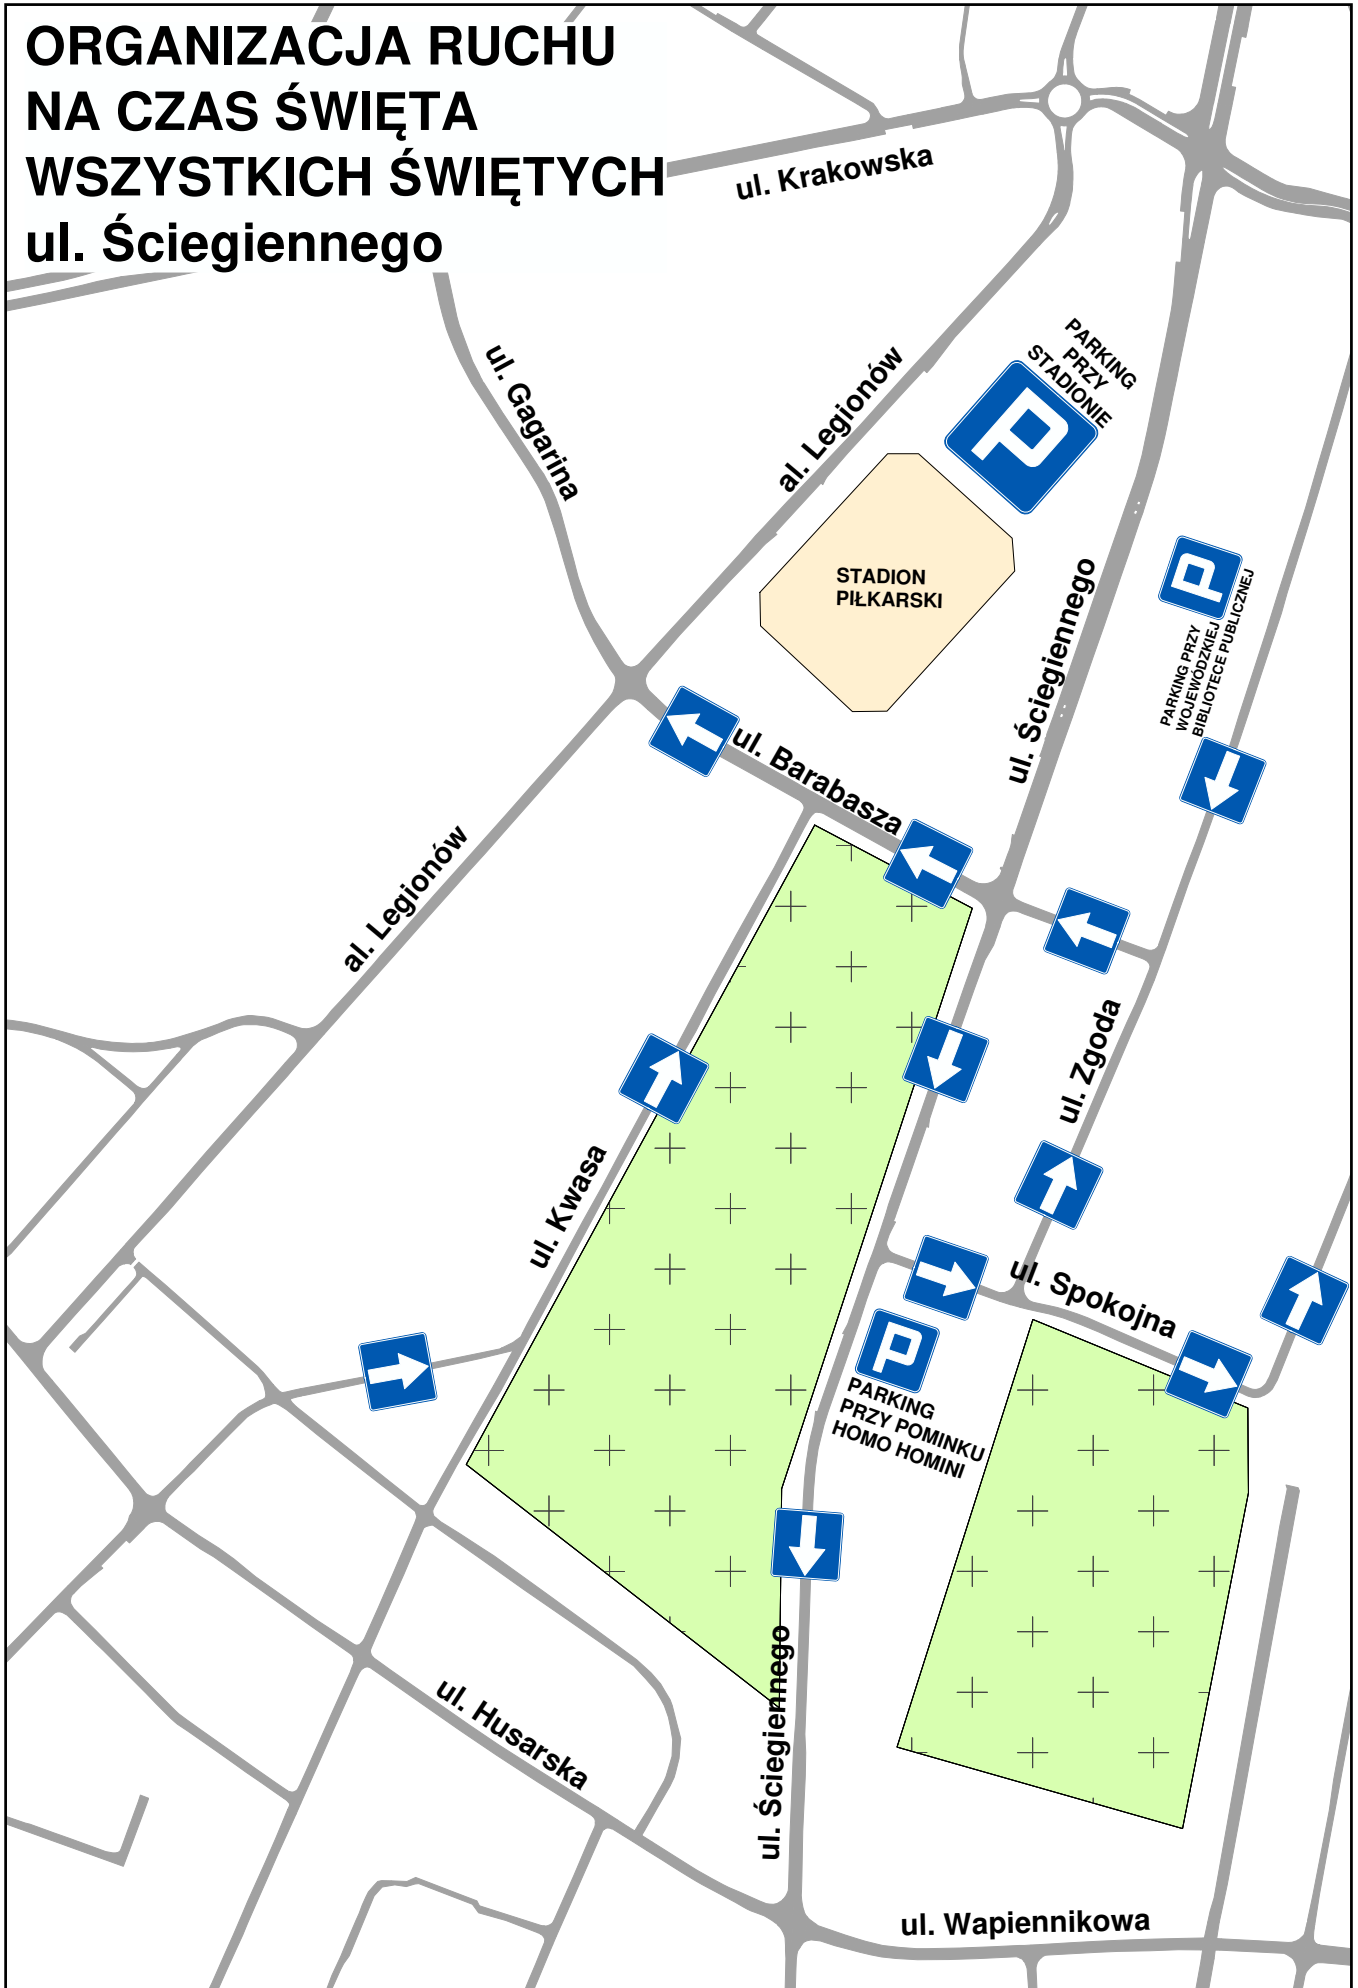 ORGANIZACJA RUCHU
NA CZAS ŚWIĘTA
WSZYSTKICH ŚWIĘTYCH
ul. Ściegiennego
ul. Krakowska
ul. Gagarina
al. Legionów
PARKING
PRZY
STADIONIE
P
STADION
PIŁKARSKI
ul. Ściegiennego
P
PARKING PRZY
WOJEWÓDZKIEJ
BIBLIOTECE PUBLICZNEJ
ul. Barabasza
al. Legionów
ul. Zgoda
ul. Kwasa
ul. Spokojna
P
PARKING
PRZY POMINKU
HOMO HOMINI
ul. Husarska
ul. Ściegiennego
ul. Wapiennikowa